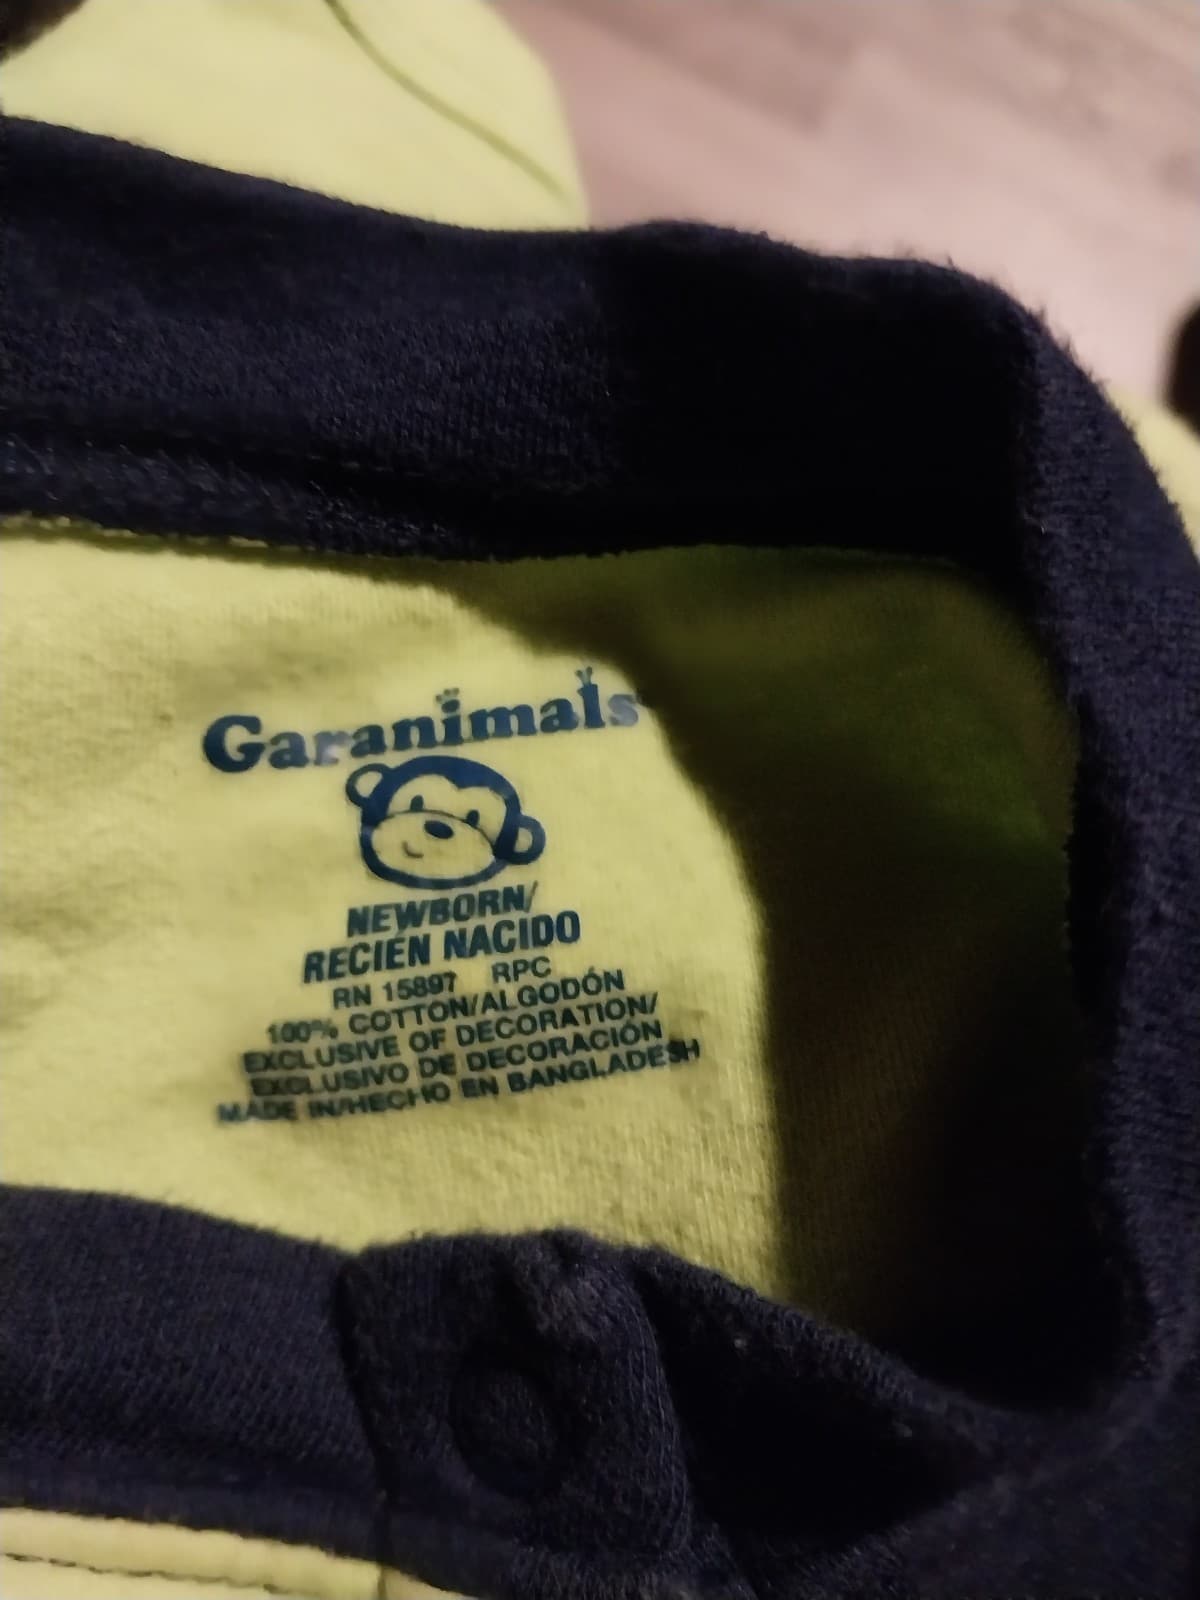 Garanimals
NEWBORN/
RECIEN NACIDO
RN 15897 RPC
100% COTTON/ALGODÓN
EXCLUSIVE OF DECORATION/
EXCLUSIVO DE DECORACIÓN
MADE IN/HECHO EN BANGLADESH